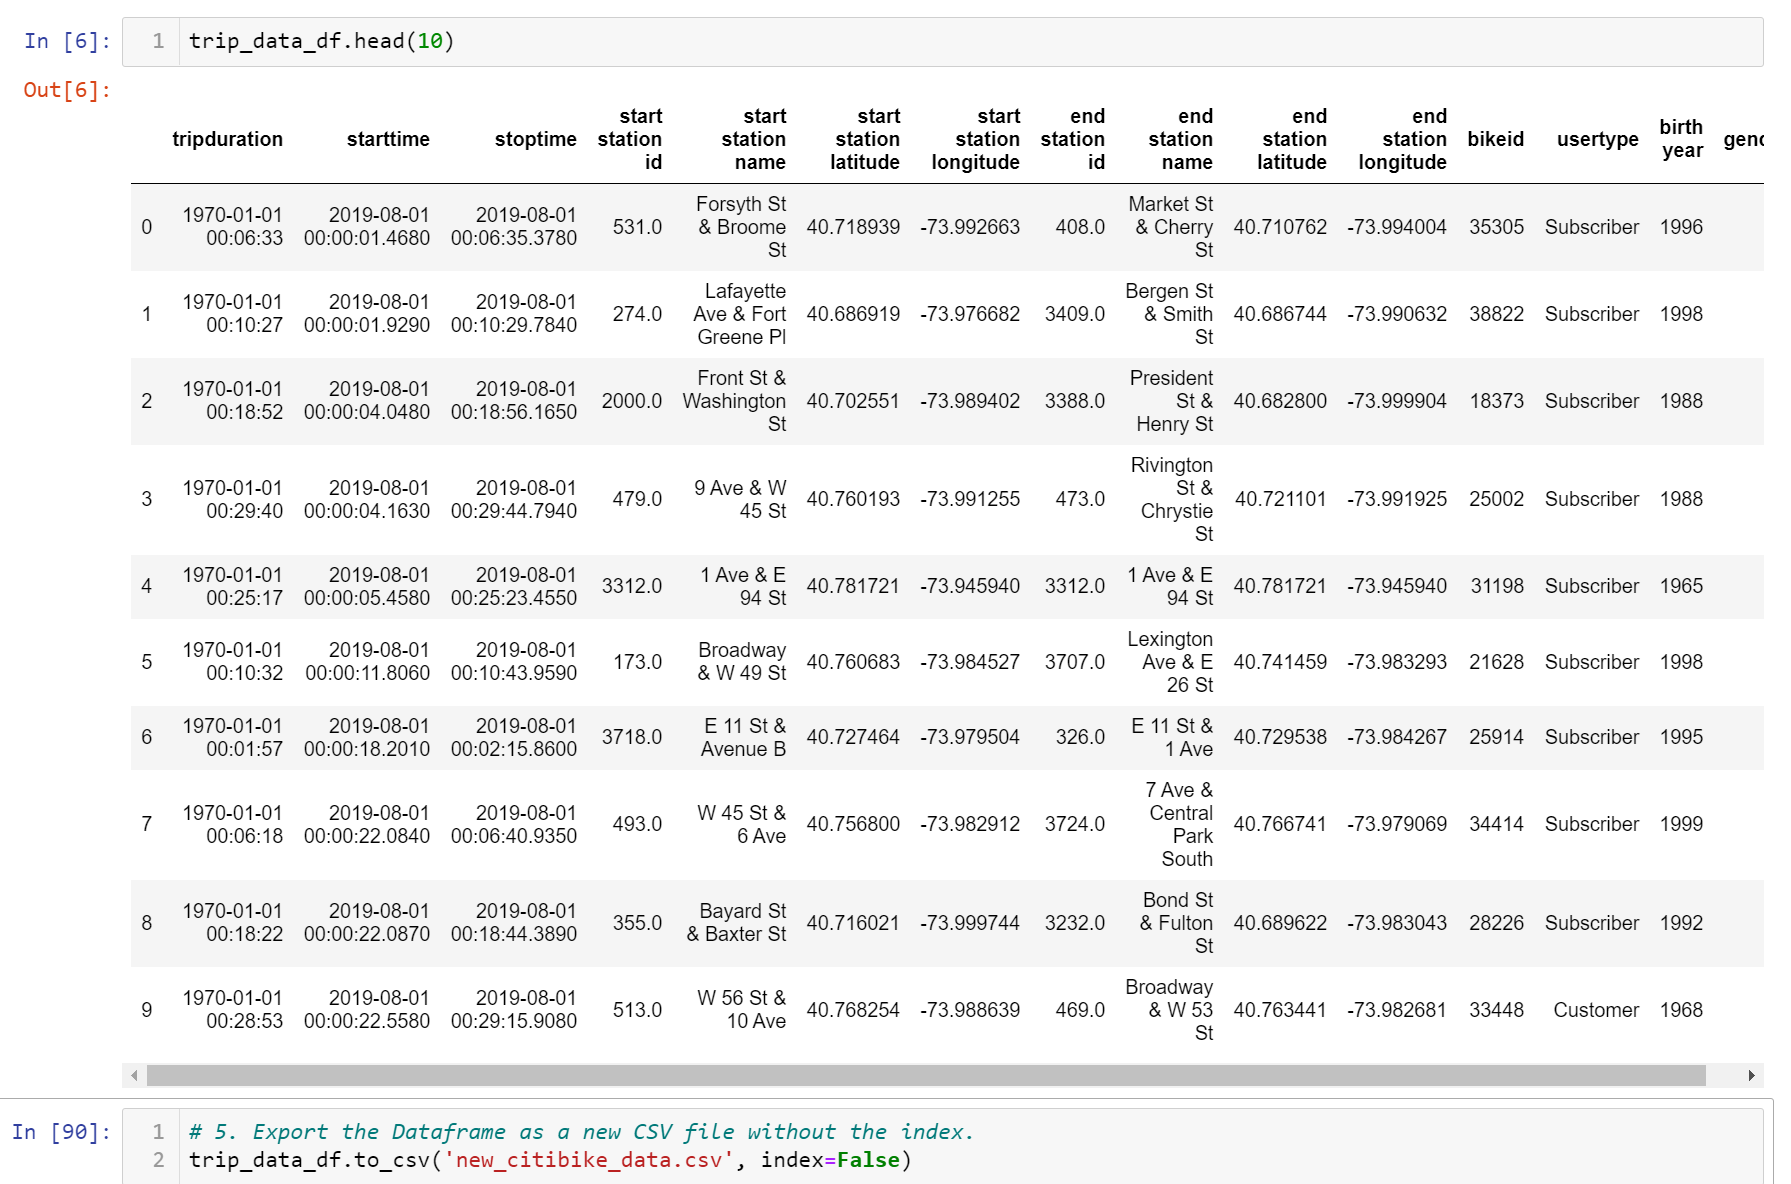 In [6]: 1 trip_data_df.head(10)
Out[6]:
tripduration starttime stoptime start station id start station name start station latitude start station longitude end station id end station name end station latitude end station longitude bikeid usertype birth year gend
0 1970-01-01 00:06:33 2019-08-01 00:00:01.4680 2019-08-01 00:06:35.3780 531.0 Forsyth St & Broome St 40.718939 -73.992663 408.0 Market St & Cherry St 40.710762 -73.994004 35305 Subscriber 1996
1 1970-01-01 00:10:27 2019-08-01 00:00:01.9290 2019-08-01 00:10:29.7840 274.0 Lafayette Ave & Fort Greene Pl 40.686919 -73.976682 3409.0 Bergen St & Smith St 40.686744 -73.990632 38822 Subscriber 1998
2 1970-01-01 00:18:52 2019-08-01 00:00:04.0480 2019-08-01 00:18:56.1650 2000.0 Front St & Washington St 40.702551 -73.989402 3388.0 President St & Henry St 40.682800 -73.999904 18373 Subscriber 1988
3 1970-01-01 00:29:40 2019-08-01 00:00:04.1630 2019-08-01 00:29:44.7940 479.0 9 Ave & W 45 St 40.760193 -73.991255 473.0 Rivington St & Chrystie St 40.721101 -73.991925 25002 Subscriber 1988
4 1970-01-01 00:25:17 2019-08-01 00:00:05.4580 2019-08-01 00:25:23.4550 3312.0 1 Ave & E 94 St 40.781721 -73.945940 3312.0 1 Ave & E 94 St 40.781721 -73.945940 31198 Subscriber 1965
5 1970-01-01 00:10:32 2019-08-01 00:00:11.8060 2019-08-01 00:10:43.9590 173.0 Broadway & W 49 St 40.760683 -73.984527 3707.0 Lexington Ave & E 26 St 40.741459 -73.983293 21628 Subscriber 1998
6 1970-01-01 00:01:57 2019-08-01 00:00:18.2010 2019-08-01 00:02:15.8600 3718.0 E 11 St & Avenue B 40.727464 -73.979504 326.0 E 11 St & 1 Ave 40.729538 -73.984267 25914 Subscriber 1995
7 1970-01-01 00:06:18 2019-08-01 00:00:22.0840 2019-08-01 00:06:40.9350 493.0 W 45 St & 6 Ave 40.756800 -73.982912 3724.0 7 Ave & Central Park South 40.766741 -73.979069 34414 Subscriber 1999
8 1970-01-01 00:18:22 2019-08-01 00:00:22.0870 2019-08-01 00:18:44.3890 355.0 Bayard St & Baxter St 40.716021 -73.999744 3232.0 Bond St & Fulton St 40.689622 -73.983043 28226 Subscriber 1992
9 1970-01-01 00:28:53 2019-08-01 00:00:22.5580 2019-08-01 00:29:15.9080 513.0 W 56 St & 10 Ave 40.768254 -73.988639 469.0 Broadway & W 53 St 40.763441 -73.982681 33448 Customer 1968
In [90]: 1 # 5. Export the Dataframe as a new CSV file without the index.
2 trip_data_df.to_csv('new_citibike_data.csv', index=False)